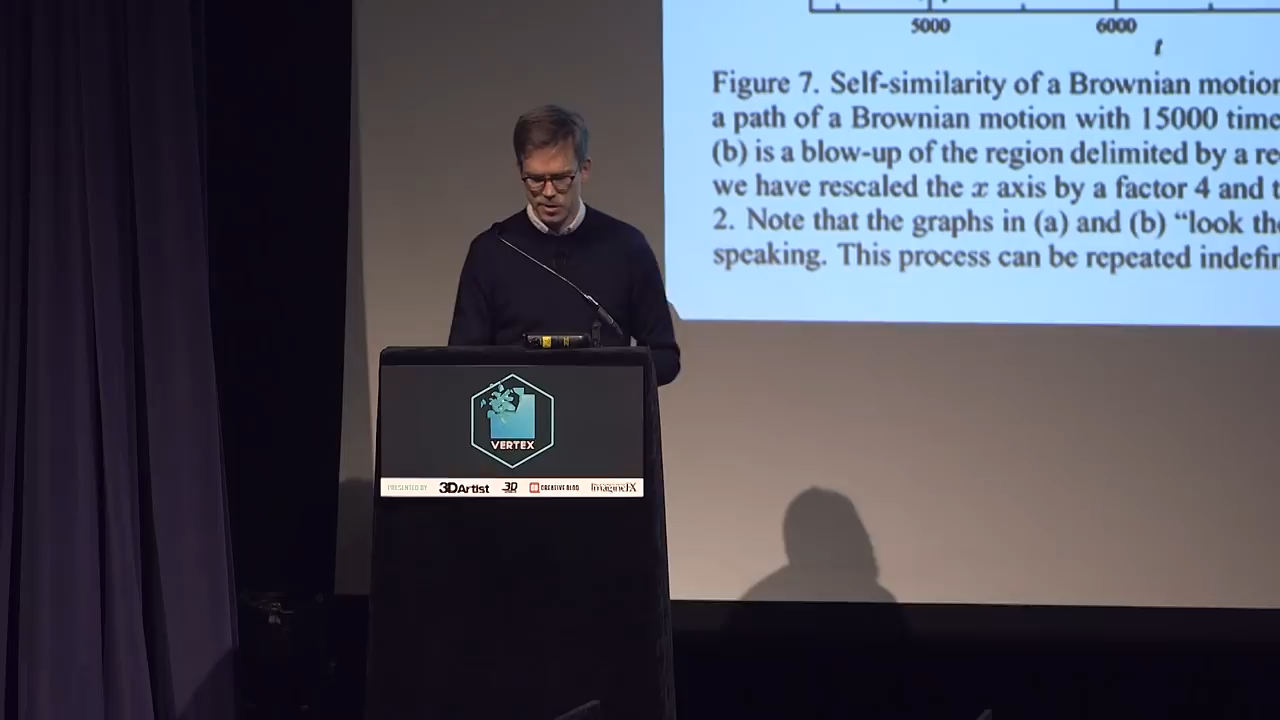 5000 6000
t
Figure 7. Self-similarity of a Brownian motion
a path of a Brownian motion with 15000 time
(b) is a blow-up of the region delimited by a re
we have rescaled the x axis by a factor 4 and t
2. Note that the graphs in (a) and (b) “look the
speaking. This process can be repeated indefin
VERTEX
PRESENTED BY 3DArtist 3D CREATIVE BLOQ ImagineFX